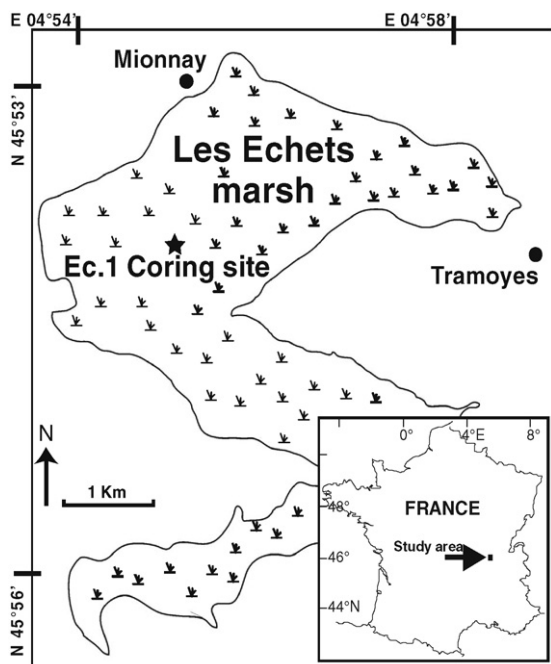 E 04°54'
E 04°58'
N 45°53'
Mionnay
Les Echets
marsh
Ec.1 Coring site
Tramoyes
N
1 Km
N 45°56'
0°
4°E
8°
48°
FRANCE
Study area
46°
44°N